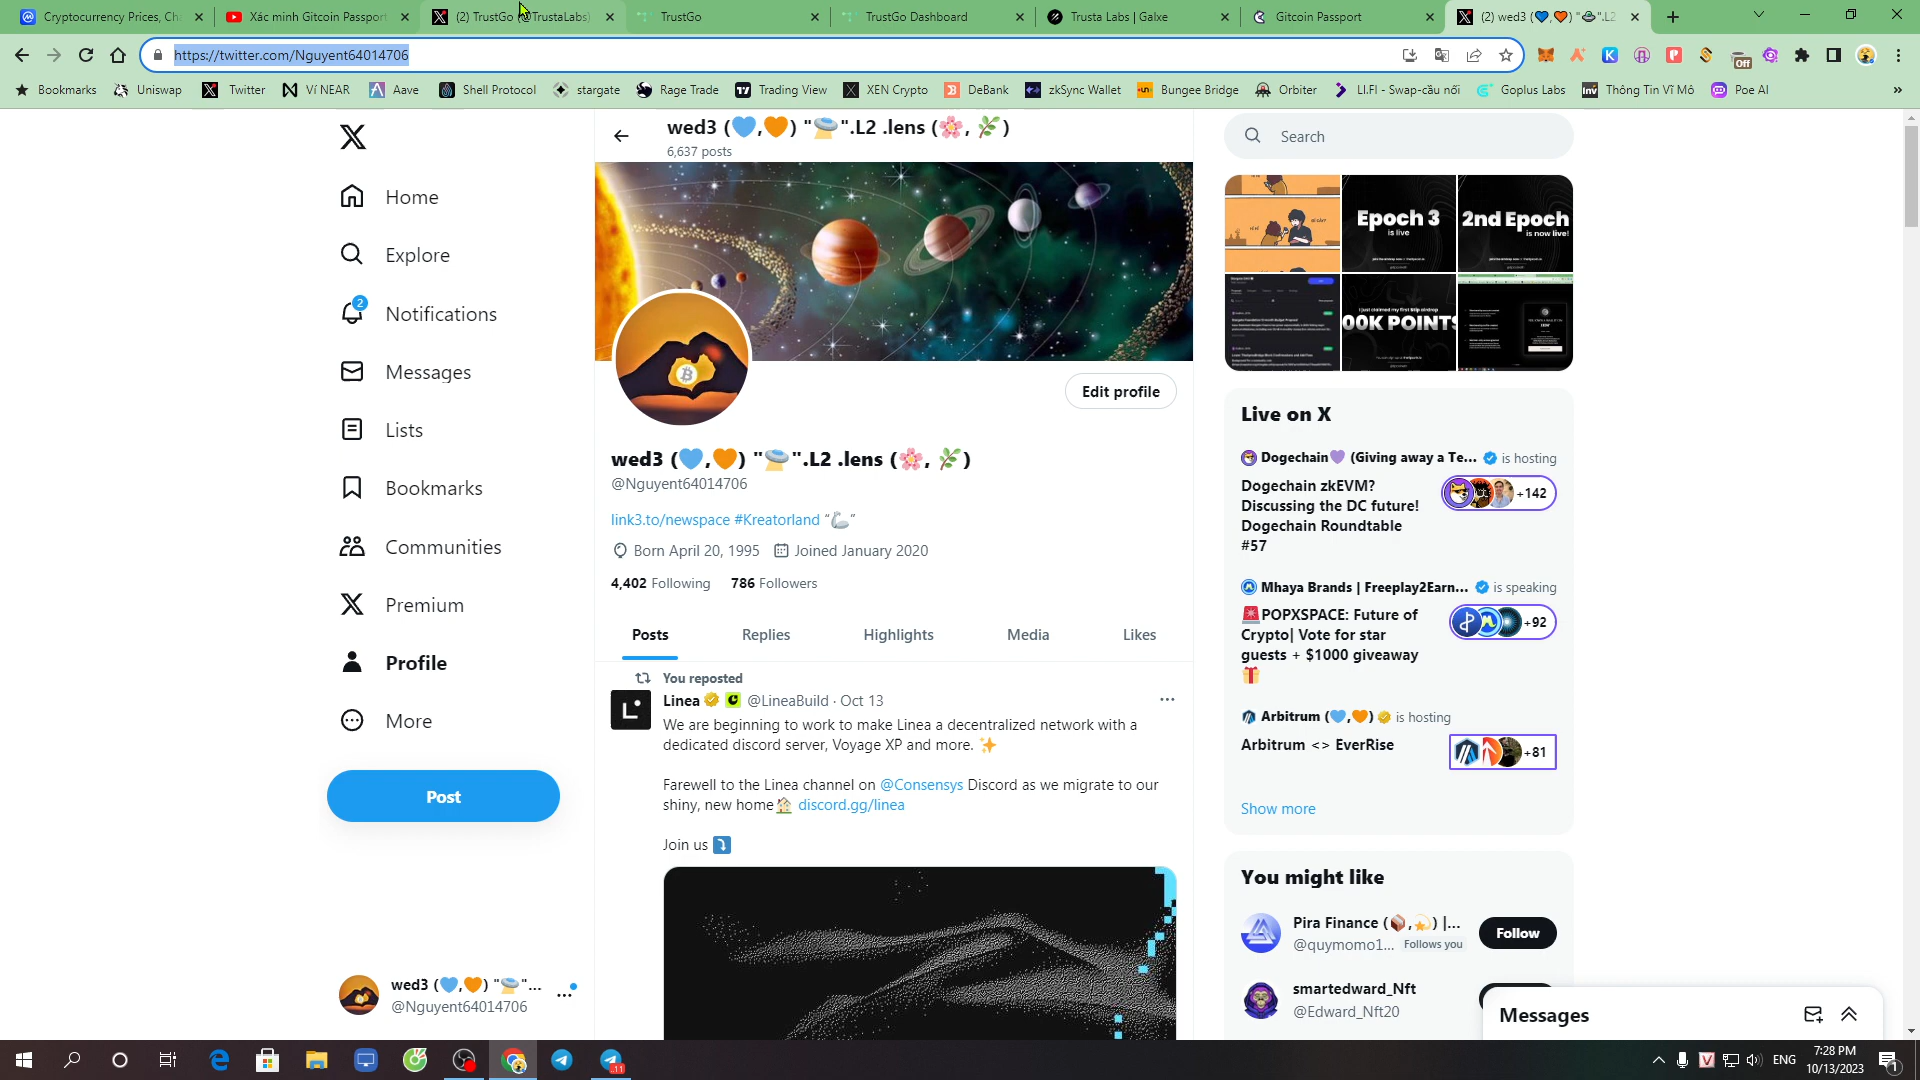 Cryptocurrency Prices, Ch
Xác minh Gitcoin Passport
(2) TrustGo (@TrustaLabs)
TrustGo
TrustGo Dashboard
Trusta Labs | Galxe
Gitcoin Passport
(2) wed3 (💙,🧡) "🛸".L2
https://twitter.com/Nguyent64014706
Off
Bookmarks
Uniswap
Twitter
Ví NEAR
Aave
Shell Protocol
stargate
Rage Trade
Trading View
XEN Crypto
DeBank
zkSync Wallet
Bungee Bridge
Orbiter
LI.FI - Swap-cầu nối
Goplus Labs
Thông Tin Vĩ Mô
Poe AI
»
wed3 (💙,🧡) "🛸".L2 .lens (🌸, 🌿)
6,637 posts
Home
Explore
2
Notifications
Messages
Lists
Bookmarks
Communities
Premium
Profile
More
Post
wed3 (💙,🧡) "🛸"...
@Nguyent64014706
Edit profile
wed3 (💙,🧡) "🛸".L2 .lens (🌸, 🌿)
@Nguyent64014706
link3.to/newspace #Kreatorland “🦾”
Born April 20, 1995 Joined January 2020
4,402 Following 786 Followers
Posts
Replies
Highlights
Media
Likes
You reposted
Linea @LineaBuild · Oct 13
We are beginning to work to make Linea a decentralized network with a
dedicated discord server, Voyage XP and more. ✨
Farewell to the Linea channel on @Consensys Discord as we migrate to our
shiny, new home🏠 discord.gg/linea
Join us ⤵️
Search
Epoch 3
is live
2nd Epoch
is now live!
I just claimed my first
00K POINTS
Live on X
Dogechain💜 (Giving away a Te... is hosting
Dogechain zkEVM?
Discussing the DC future!
Dogechain Roundtable
#57
+142
Mhaya Brands | Freeplay2Earn... is speaking
🚨POPXSPACE: Future of
Crypto| Vote for star
guests + $1000 giveaway
🎁
+92
Arbitrum (💙,🧡) is hosting
Arbitrum <> EverRise
+81
Show more
You might like
Pira Finance (📦,💫) |...
@quymomo1... Follows you
Follow
smartedward_Nft
@Edward_Nft20
Messages
11
ENG
7:28 PM
10/13/2023
1